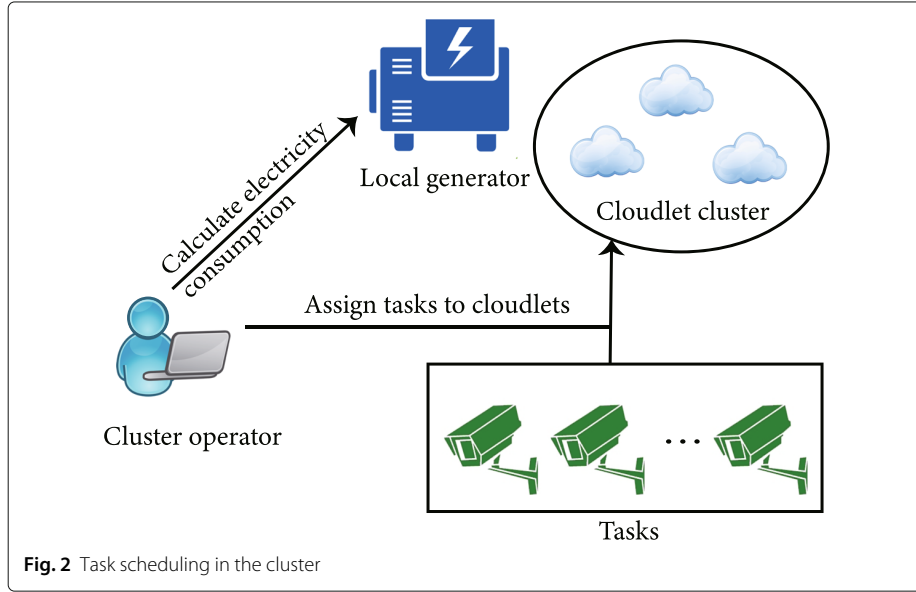 Local generator
Cloudlet cluster
Calculate electricity
consumption
Assign tasks to cloudlets
Cluster operator
...
Tasks
Fig. 2 Task scheduling in the cluster